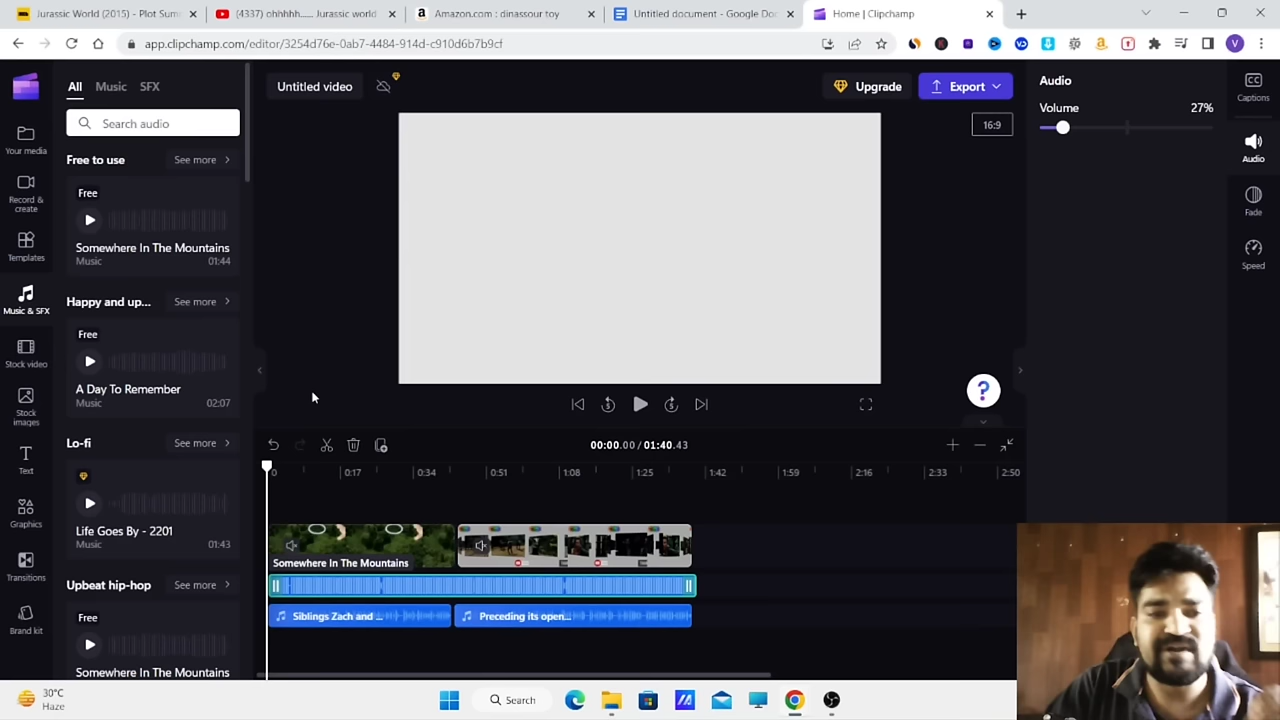 Jurassic World (2015) - Plot Sum
(4337) ohhhhh..... Jurassic world
Amazon.com : dinassour toy
Untitled document - Google Doc
Home | Clipchamp
app.clipchamp.com/editor/3254d76e-0ab7-4484-914d-c910d6b7b9cf
V
All Music SFX
Untitled video
Upgrade
Export
Audio
Captions
Search audio
Volume 27%
16:9
Your media
Audio
Free to use See more
Record & create
Free
Fade
Templates
Somewhere In The Mountains
Music 01:44
Speed
Music & SFX
Happy and up... See more
Free
Stock video
A Day To Remember
Music 02:07
Stock images
?
Lo-fi See more
00:00.00 / 01:40.43
Text
0 0:17 0:34 0:51 1:08 1:25 1:42 1:59 2:16 2:33 2:50
Graphics
Life Goes By - 2201
Music 01:43
Somewhere In The Mountains
Transitions
Upbeat hip-hop See more
Free
Siblings Zach and ...
Preceding its open...
Brand kit
Somewhere In The Mountains
30°C
Haze
Search